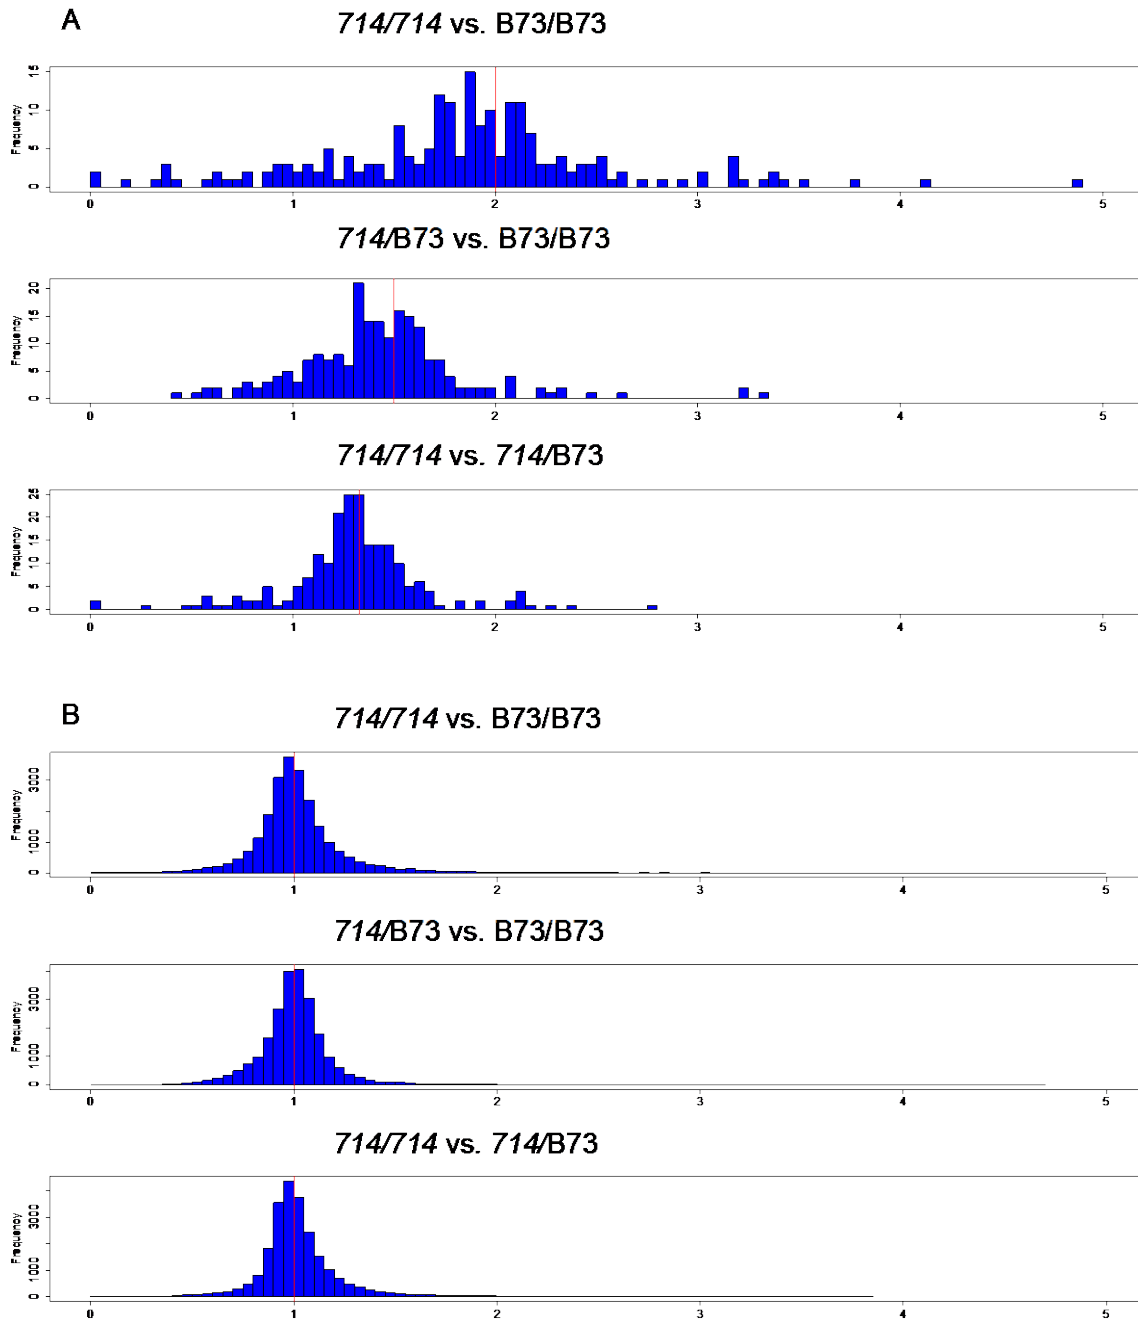 A
714/714 vs. B73/B73
Frequency
0 5 10 15
0 1 2 3 4 5
714/B73 vs. B73/B73
Frequency
0 5 10 15 20
0 1 2 3 4 5
714/714 vs. 714/B73
Frequency
0 5 10 15 20 25
0 1 2 3 4 5
B
714/714 vs. B73/B73
Frequency
0 1000 3000
0 1 2 3 4 5
714/B73 vs. B73/B73
Frequency
0 1000 3000
0 1 2 3 4 5
714/714 vs. 714/B73
Frequency
0 1000 3000
0 1 2 3 4 5